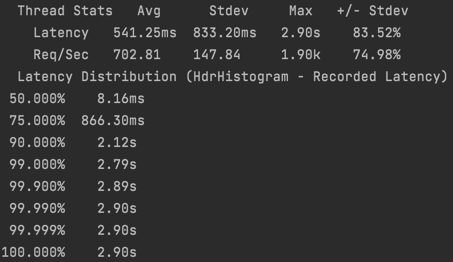 Thread Stats   Avg      Stdev     Max   +/- Stdev
Latency   541.25ms  833.20ms   2.90s    83.52%
Req/Sec   702.81    147.84     1.90k    74.98%
Latency Distribution (HdrHistogram - Recorded Latency)
50.000%    8.16ms
75.000%  866.30ms
90.000%    2.12s
99.000%    2.79s
99.900%    2.89s
99.990%    2.90s
99.999%    2.90s
100.000%    2.90s